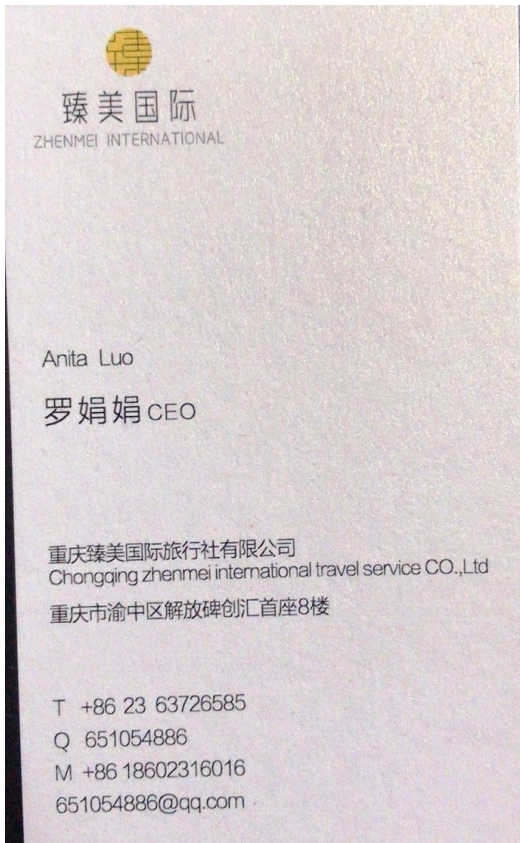 臻美国际
ZHENMEI INTERNATIONAL
Anita Luo
罗娟娟 CEO
重庆臻美国际旅行社有限公司
Chongqing zhenmei international travel service CO.,Ltd
重庆市渝中区解放碑创汇首座8楼
T +86 23 63726585
Q 651054886
M +86 18602316016
651054886@qq.com